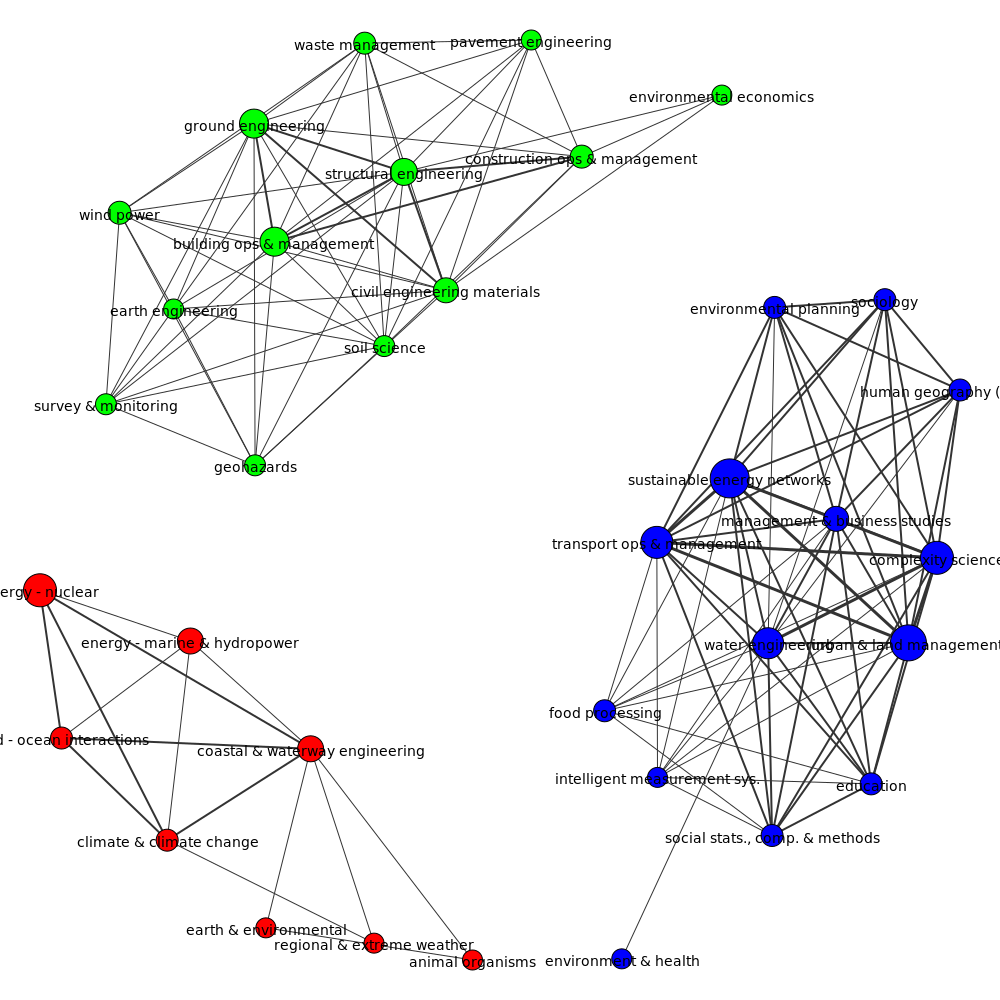 waste management
pavement engineering
environmental economics
ground engineering
construction ops & management
structural engineering
wind power
building ops & management
civil engineering materials
earth engineering
soil science
survey & monitoring
geohazards
environmental planning
sociology
human geography (
sustainable energy networks
management & business studies
transport ops & management
complexity science
water engineering
urban & land management
food processing
intelligent measurement sys.
education
social stats., comp. & methods
environment & health
ergy - nuclear
energy - marine & hydropower
d - ocean interactions
coastal & waterway engineering
climate & climate change
earth & environmental
regional & extreme weather
animal organisms